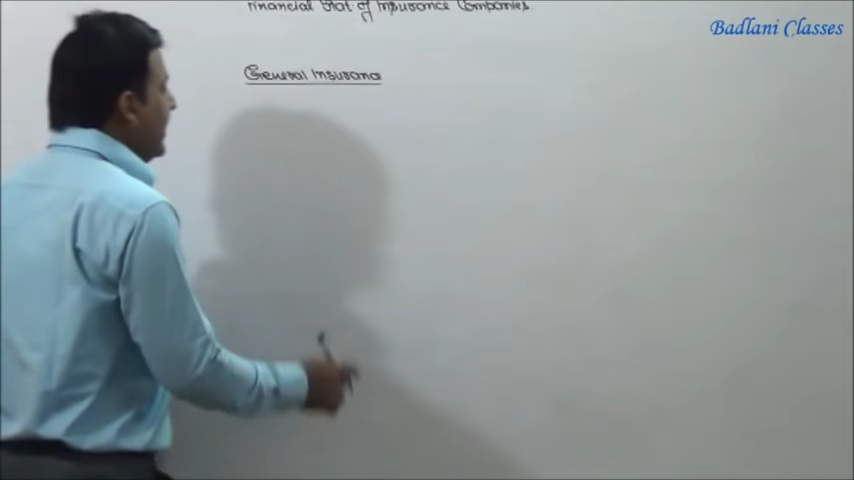 Financial Stat of Insurance Companies.
Badlani Classes
General Insurance